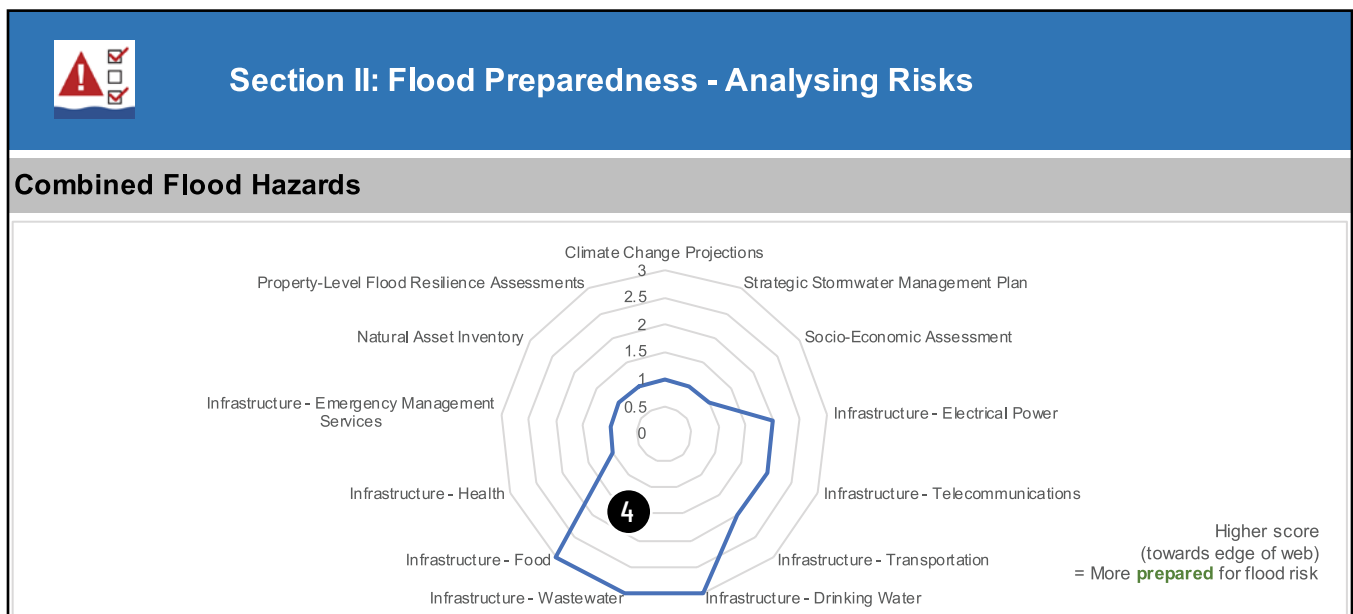 !
Section II: Flood Preparedness - Analysing Risks
Combined Flood Hazards
Climate Change Projections
3
Property-Level Flood Resilience Assessments
Strategic Stormwater Management Plan
2.5
2
Natural Asset Inventory
Socio-Economic Assessment
1.5
1
Infrastructure - Emergency Management
Services
0.5
Infrastructure - Electrical Power
0
Infrastructure - Health
Infrastructure - Telecommunications
4
Infrastructure - Food
Infrastructure - Transportation
Infrastructure - Wastewater
Infrastructure - Drinking Water
Higher score
(towards edge of web)
= More prepared for flood risk